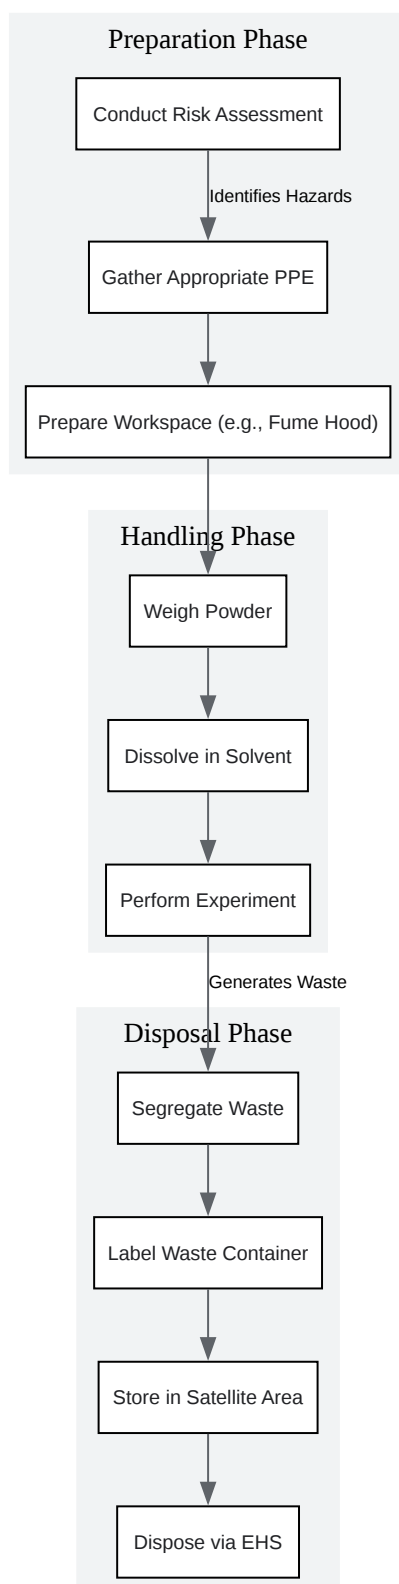 Preparation Phase
Conduct Risk Assessment
Identifies Hazards
Gather Appropriate PPE
Prepare Workspace (e.g., Fume Hood)
Handling Phase
Weigh Powder
Dissolve in Solvent
Perform Experiment
Generates Waste
Disposal Phase
Segregate Waste
Label Waste Container
Store in Satellite Area
Dispose via EHS